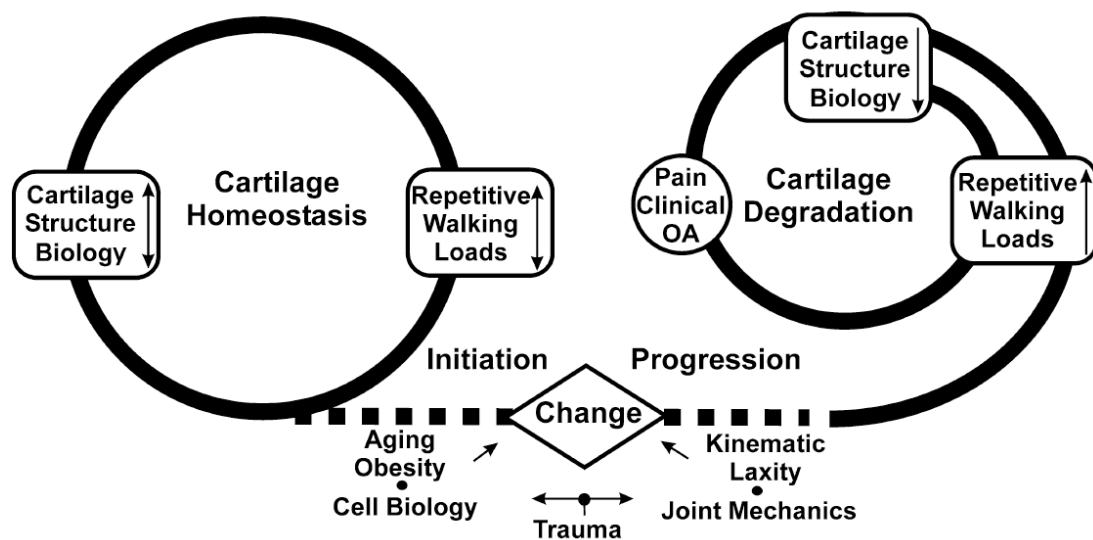 Cartilage
Structure
Biology
Cartilage
Homeostasis
Repetitive
Walking
Loads
Cartilage
Structure
Biology
Pain
Clinical
OA
Cartilage
Degradation
Repetitive
Walking
Loads
Initiation
Progression
Change
Aging
Obesity
Cell Biology
Kinematic
Laxity
Joint Mechanics
Trauma